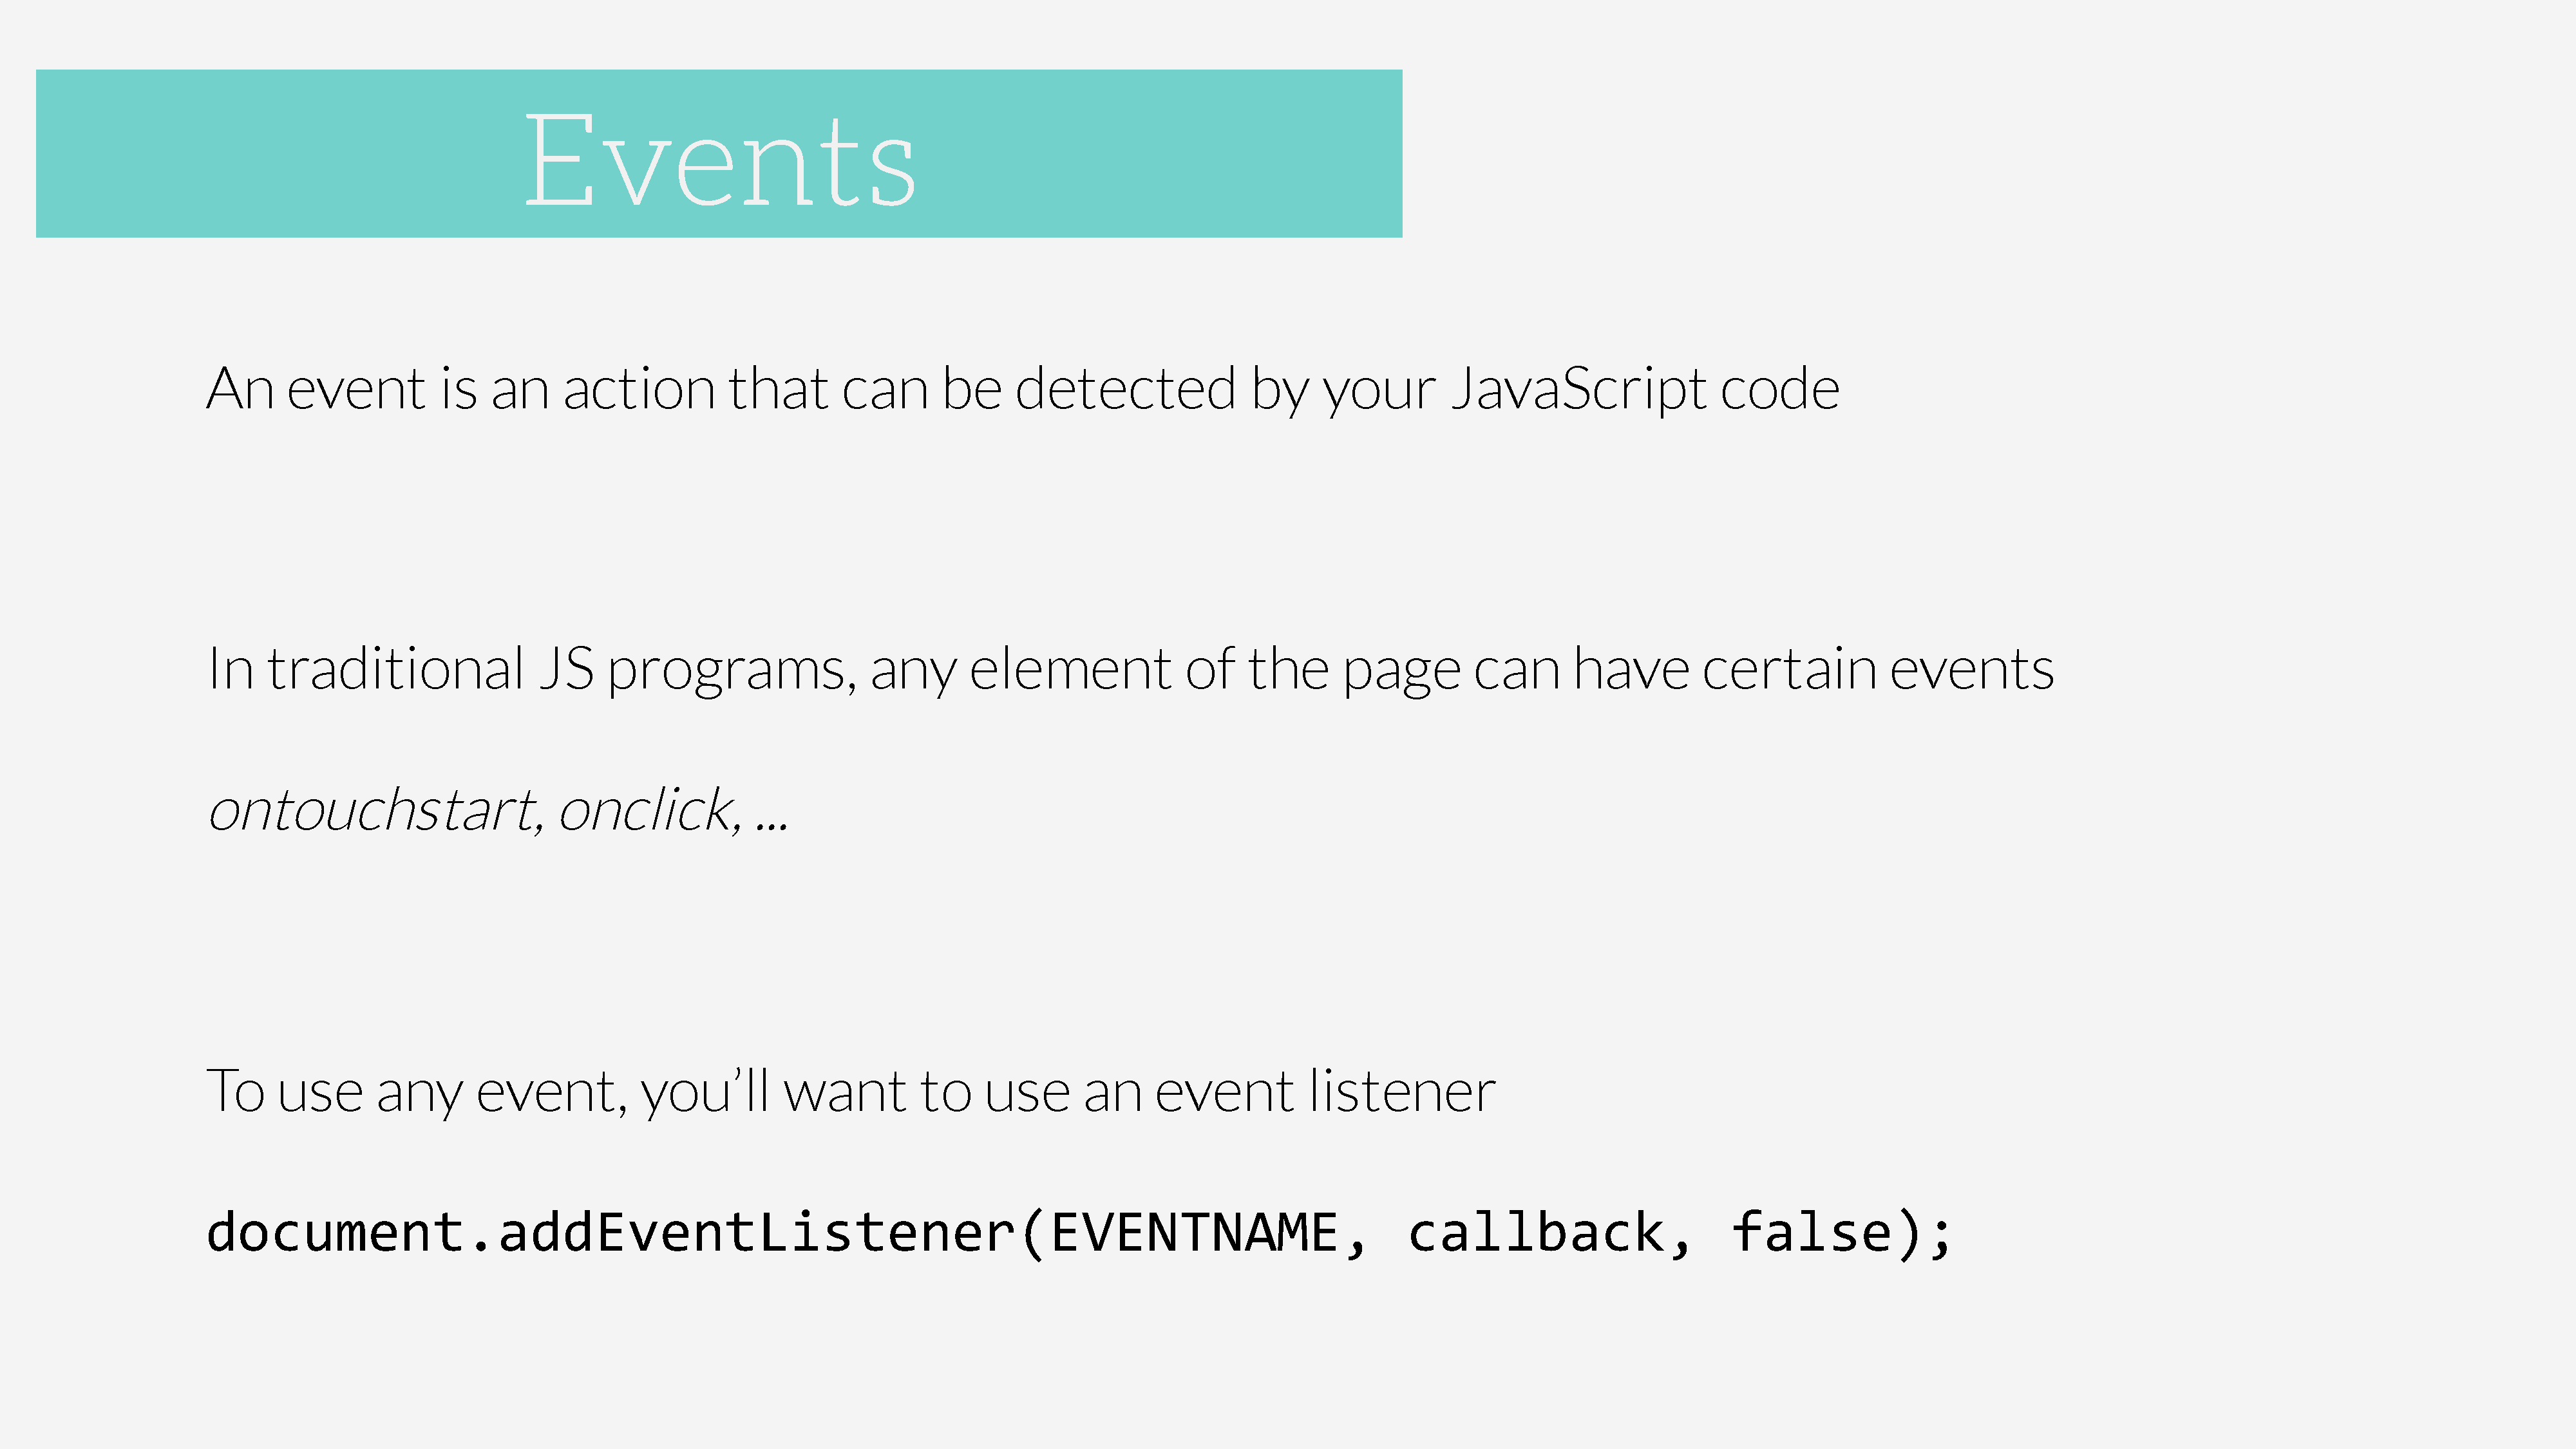 Events
An event is an action that can be detected by your JavaScript code
In traditional JS programs, any element of the page can have certain events
ontouchstart, onclick, ...
To use any event, you’ll want to use an event listener
document.addEventListener(EVENTNAME, callback, false);